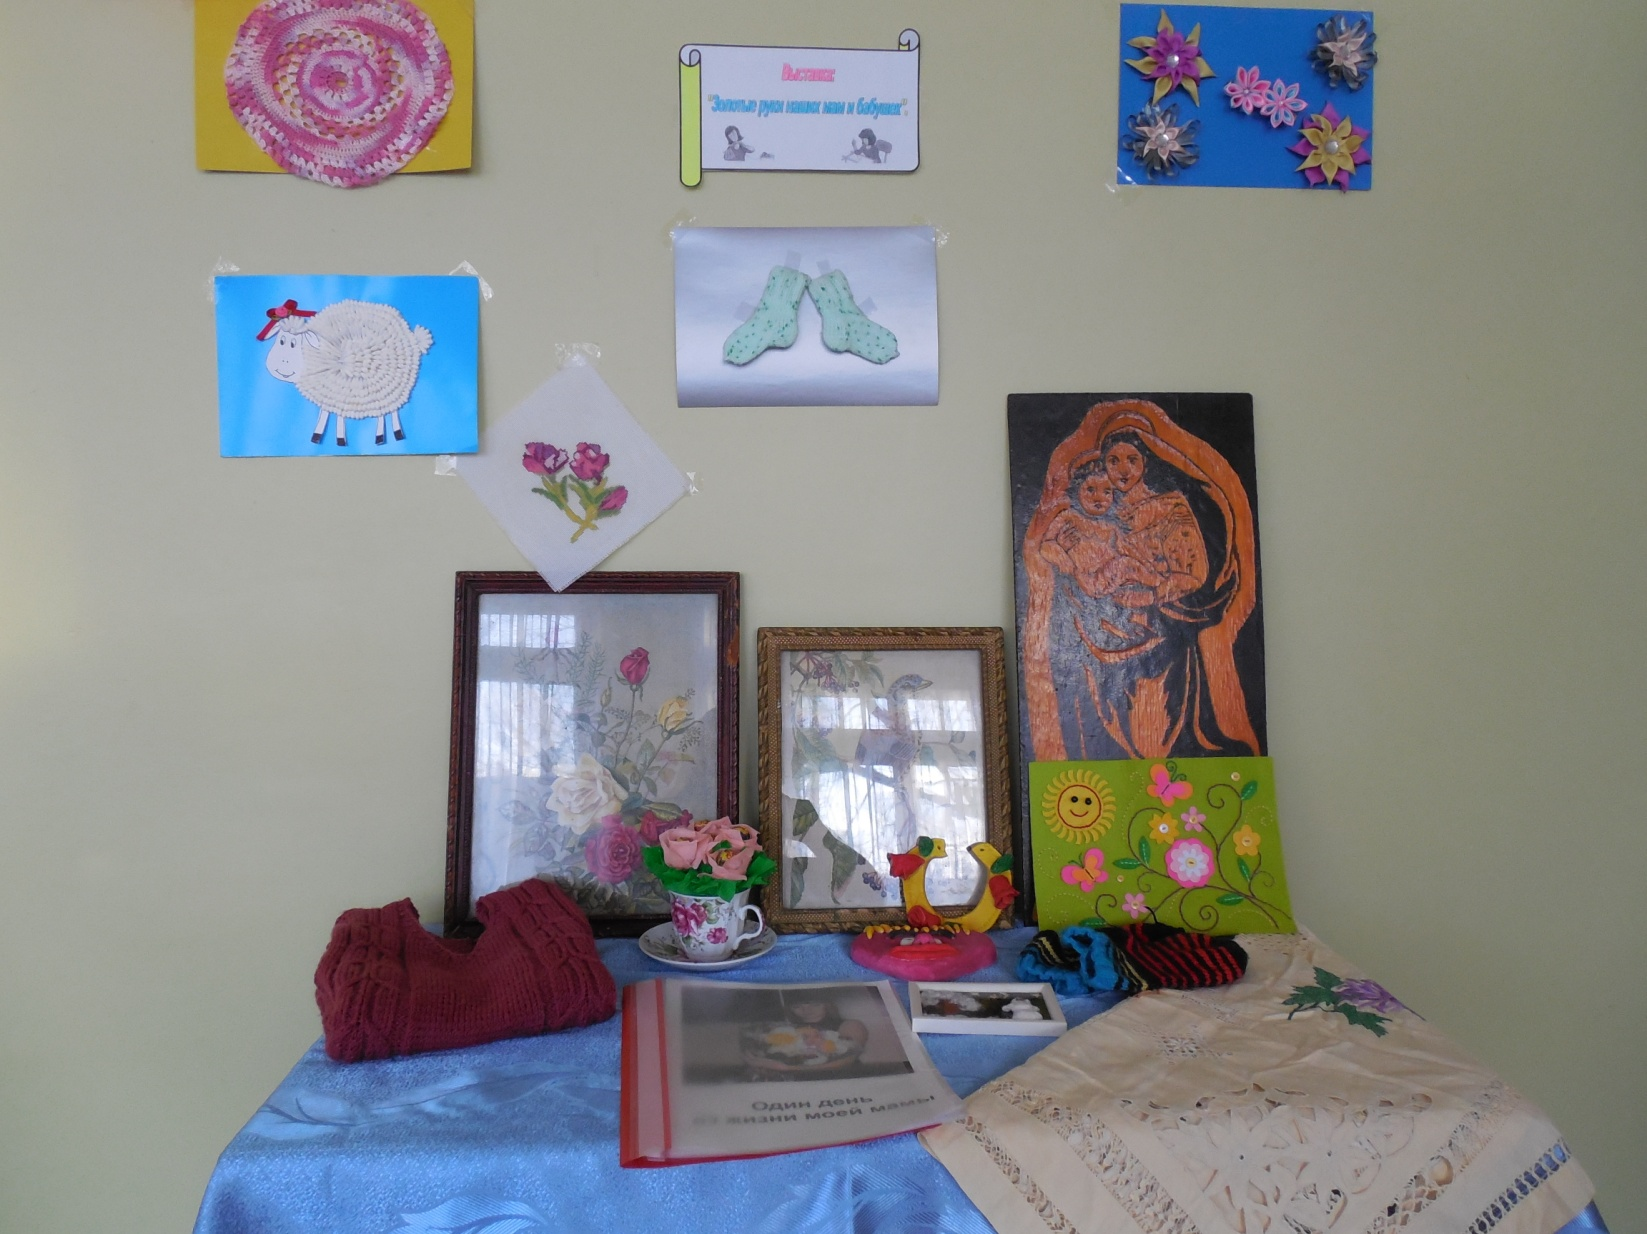 Выставка:
"Золотые руки наших мам и бабушек".
Один день
из жизни моей мамы